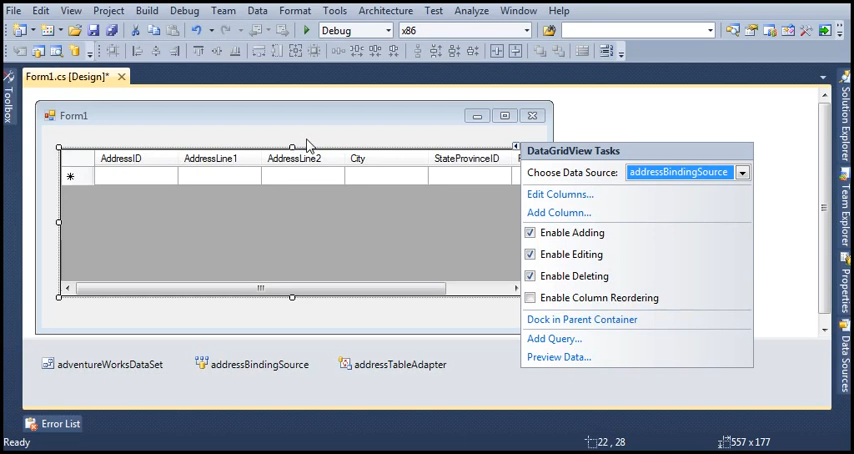 File Edit View Project Build Debug Team Data Format Tools Architecture Test Analyze Window Help
Debug x86
Form1.cs [Design]*
Toolbox
Form1
AddressID AddressLine1 AddressLine2 City StateProvinceID
DataGridView Tasks
Choose Data Source: addressBindingSource
Edit Columns...
Add Column...
Enable Adding
Enable Editing
Enable Deleting
Enable Column Reordering
Dock in Parent Container
Add Query...
Preview Data...
adventureWorksDataSet addressBindingSource addressTableAdapter
Solution Explorer
Team Explorer
Properties
Data Sources
Error List
Ready 22 , 28 557 x 177